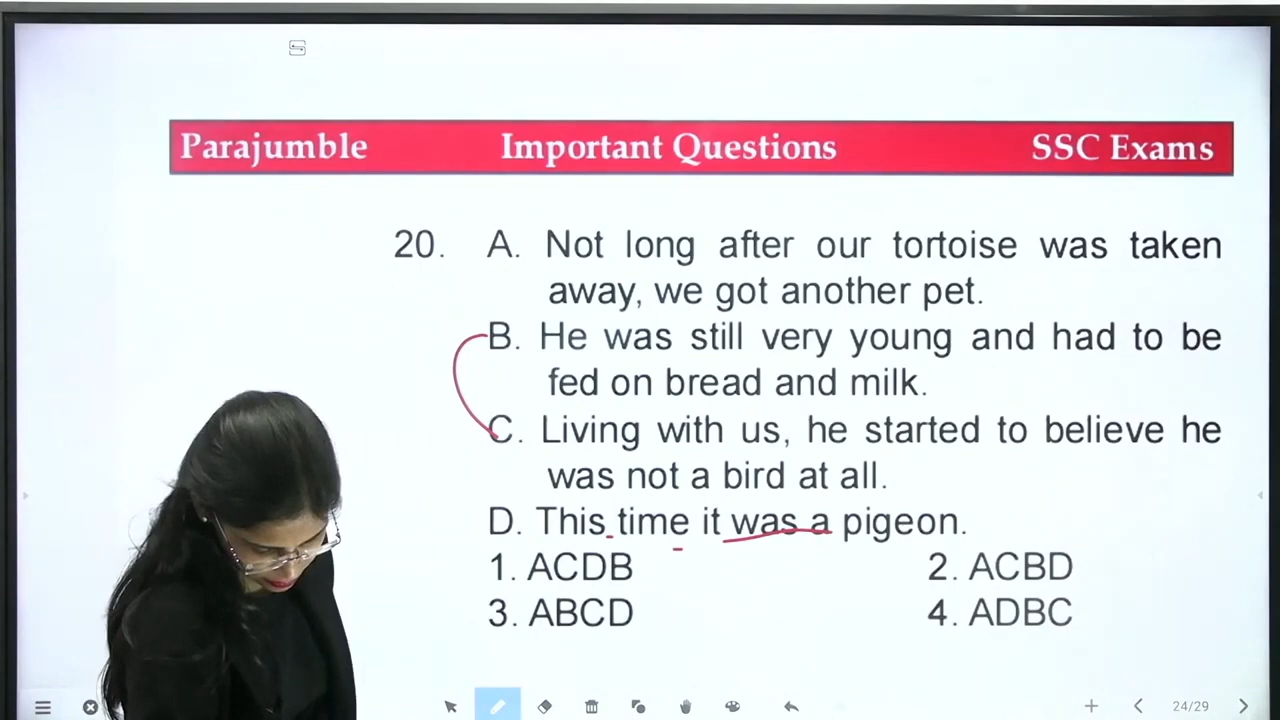 Parajumble Important Questions SSC Exams
20. A. Not long after our tortoise was taken
away, we got another pet.
B. He was still very young and had to be
fed on bread and milk.
C. Living with us, he started to believe he
was not a bird at all.
D. This time it was a pigeon.
1. ACDB 2. ACBD
3. ABCD 4. ADBC
24/29